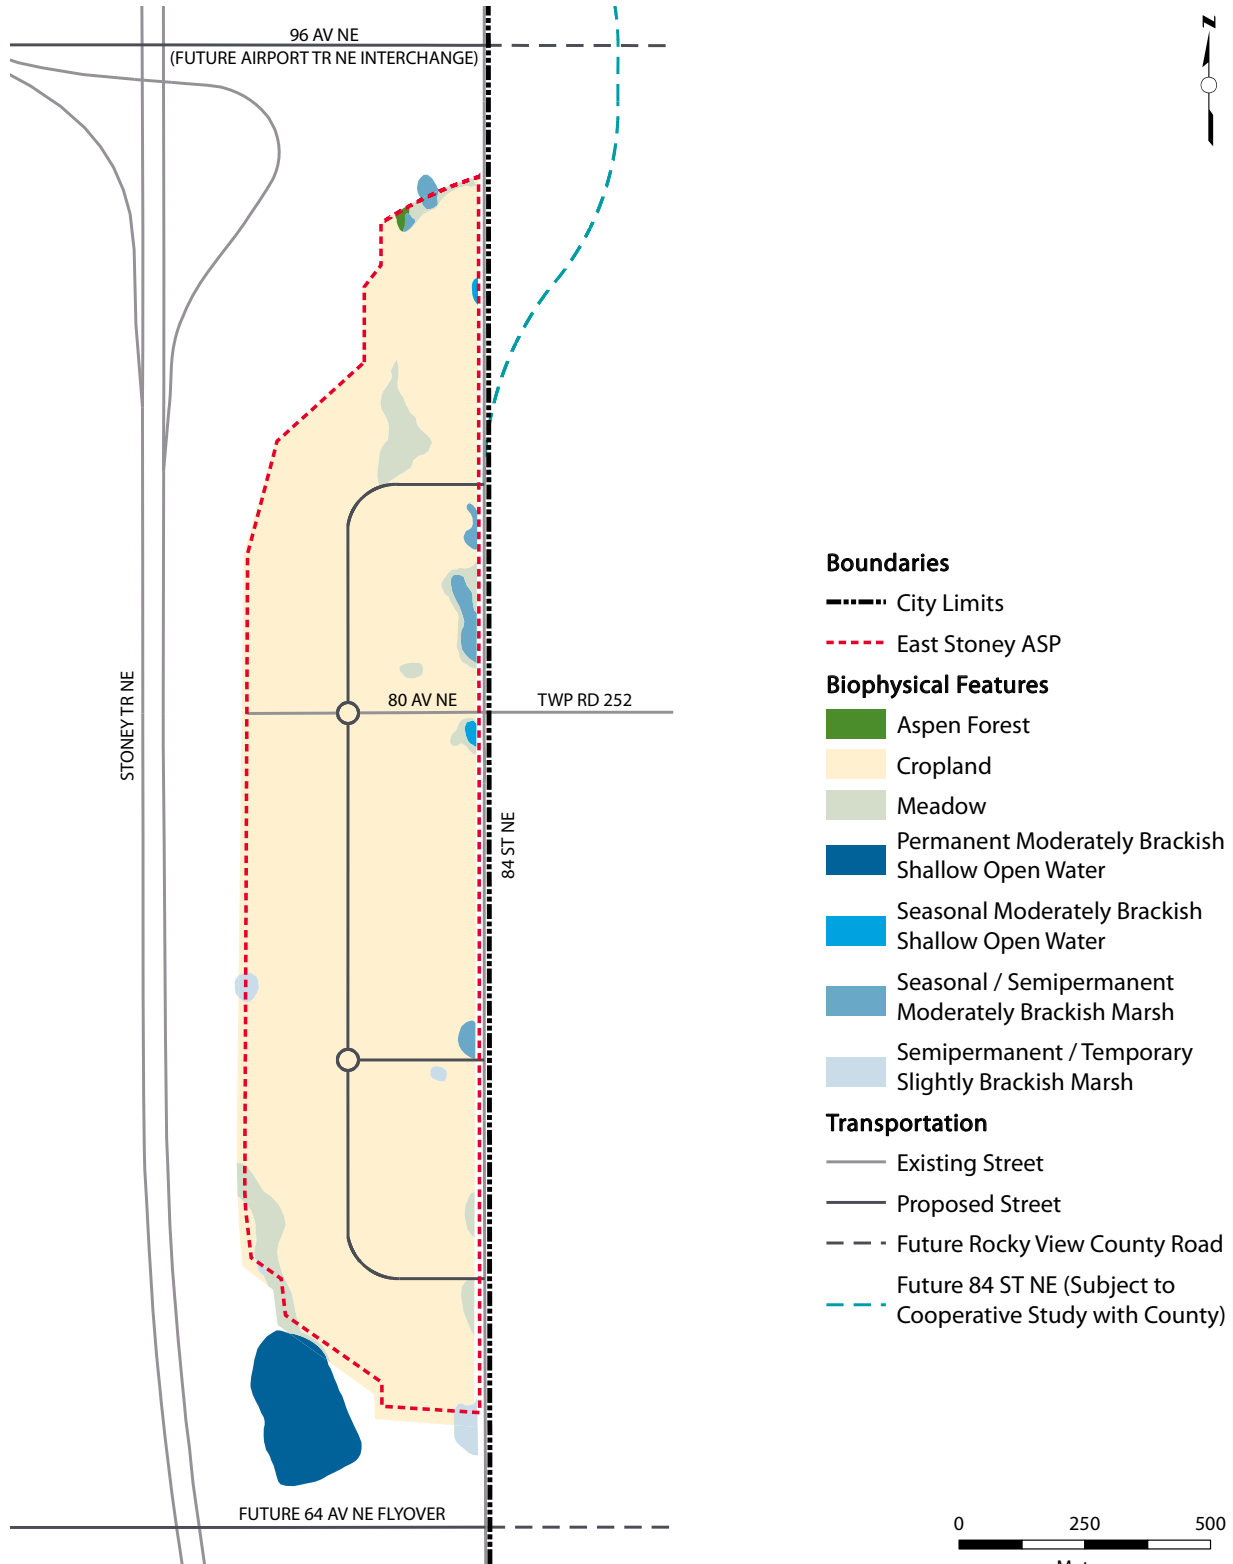 96 AV NE
(FUTURE AIRPORT TR NE INTERCHANGE)
N
STONEY TR NE
80 AV NE
TWP RD 252
84 ST NE
FUTURE 64 AV NE FLYOVER
Boundaries
City Limits
East Stoney ASP
Biophysical Features
Aspen Forest
Cropland
Meadow
Permanent Moderately Brackish
Shallow Open Water
Seasonal Moderately Brackish
Shallow Open Water
Seasonal / Semipermanent
Moderately Brackish Marsh
Semipermanent / Temporary
Slightly Brackish Marsh
Transportation
Existing Street
Proposed Street
Future Rocky View County Road
Future 84 ST NE (Subject to
Cooperative Study with County)
0 250 500